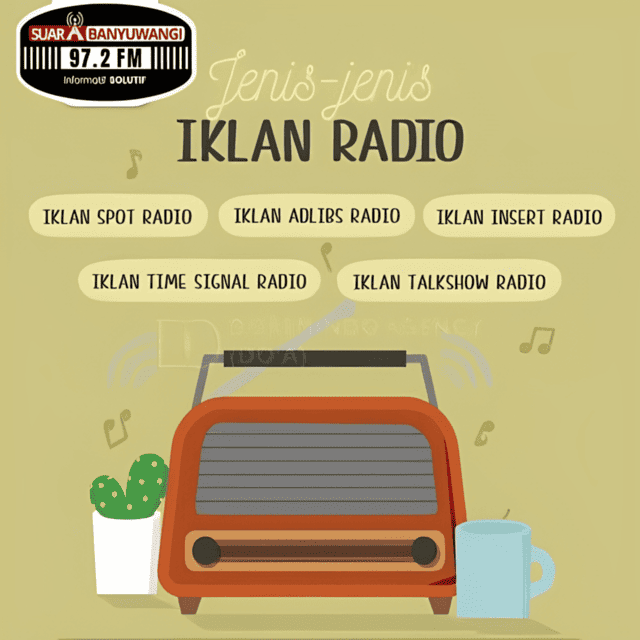 SUARA BANYUWANGI
97.2 FM
Informatif SOLUTIF
Jenis-jenis
IKLAN RADIO
IKLAN SPOT RADIO
IKLAN ADLIBS RADIO
IKLAN INSERT RADIO
IKLAN TIME SIGNAL RADIO
IKLAN TALKSHOW RADIO
AGENCY